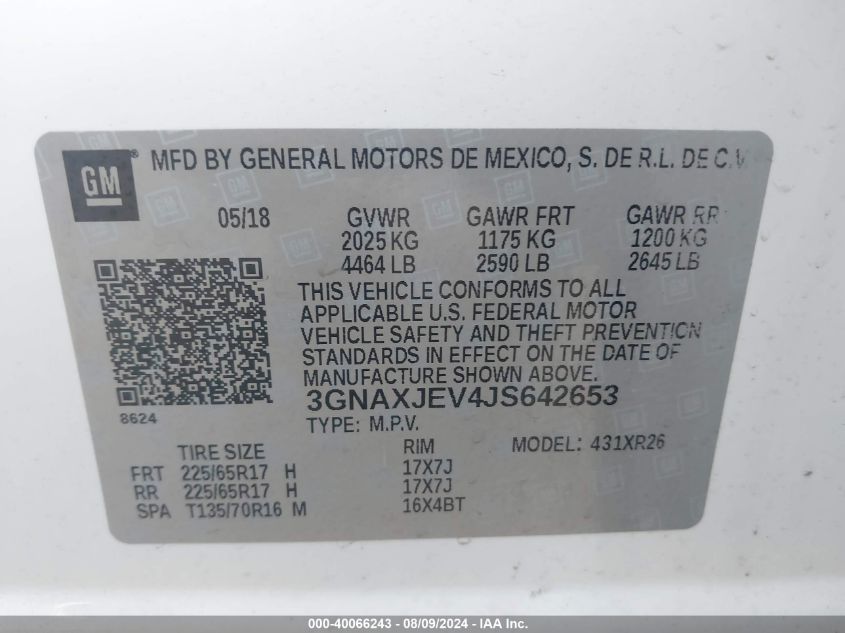 GM ® MFD BY GENERAL MOTORS DE MEXICO, S. DE R.L. DE C.V.
05/18 GVWR GAWR FRT GAWR RR
2025 KG 1175 KG 1200 KG
4464 LB 2590 LB 2645 LB
THIS VEHICLE CONFORMS TO ALL
APPLICABLE U.S. FEDERAL MOTOR
VEHICLE SAFETY AND THEFT PREVENTION
STANDARDS IN EFFECT ON THE DATE OF
MANUFACTURE SHOWN ABOVE.
3GNAXJEV4JS642653
8624
TYPE: M.P.V.
TIRE SIZE RIM MODEL: 431XR26
FRT 225/65R17 H 17X7J
RR 225/65R17 H 17X7J
SPA T135/70R16 M 16X4BT
000-40066243 - 08/09/2024 - IAA Inc.